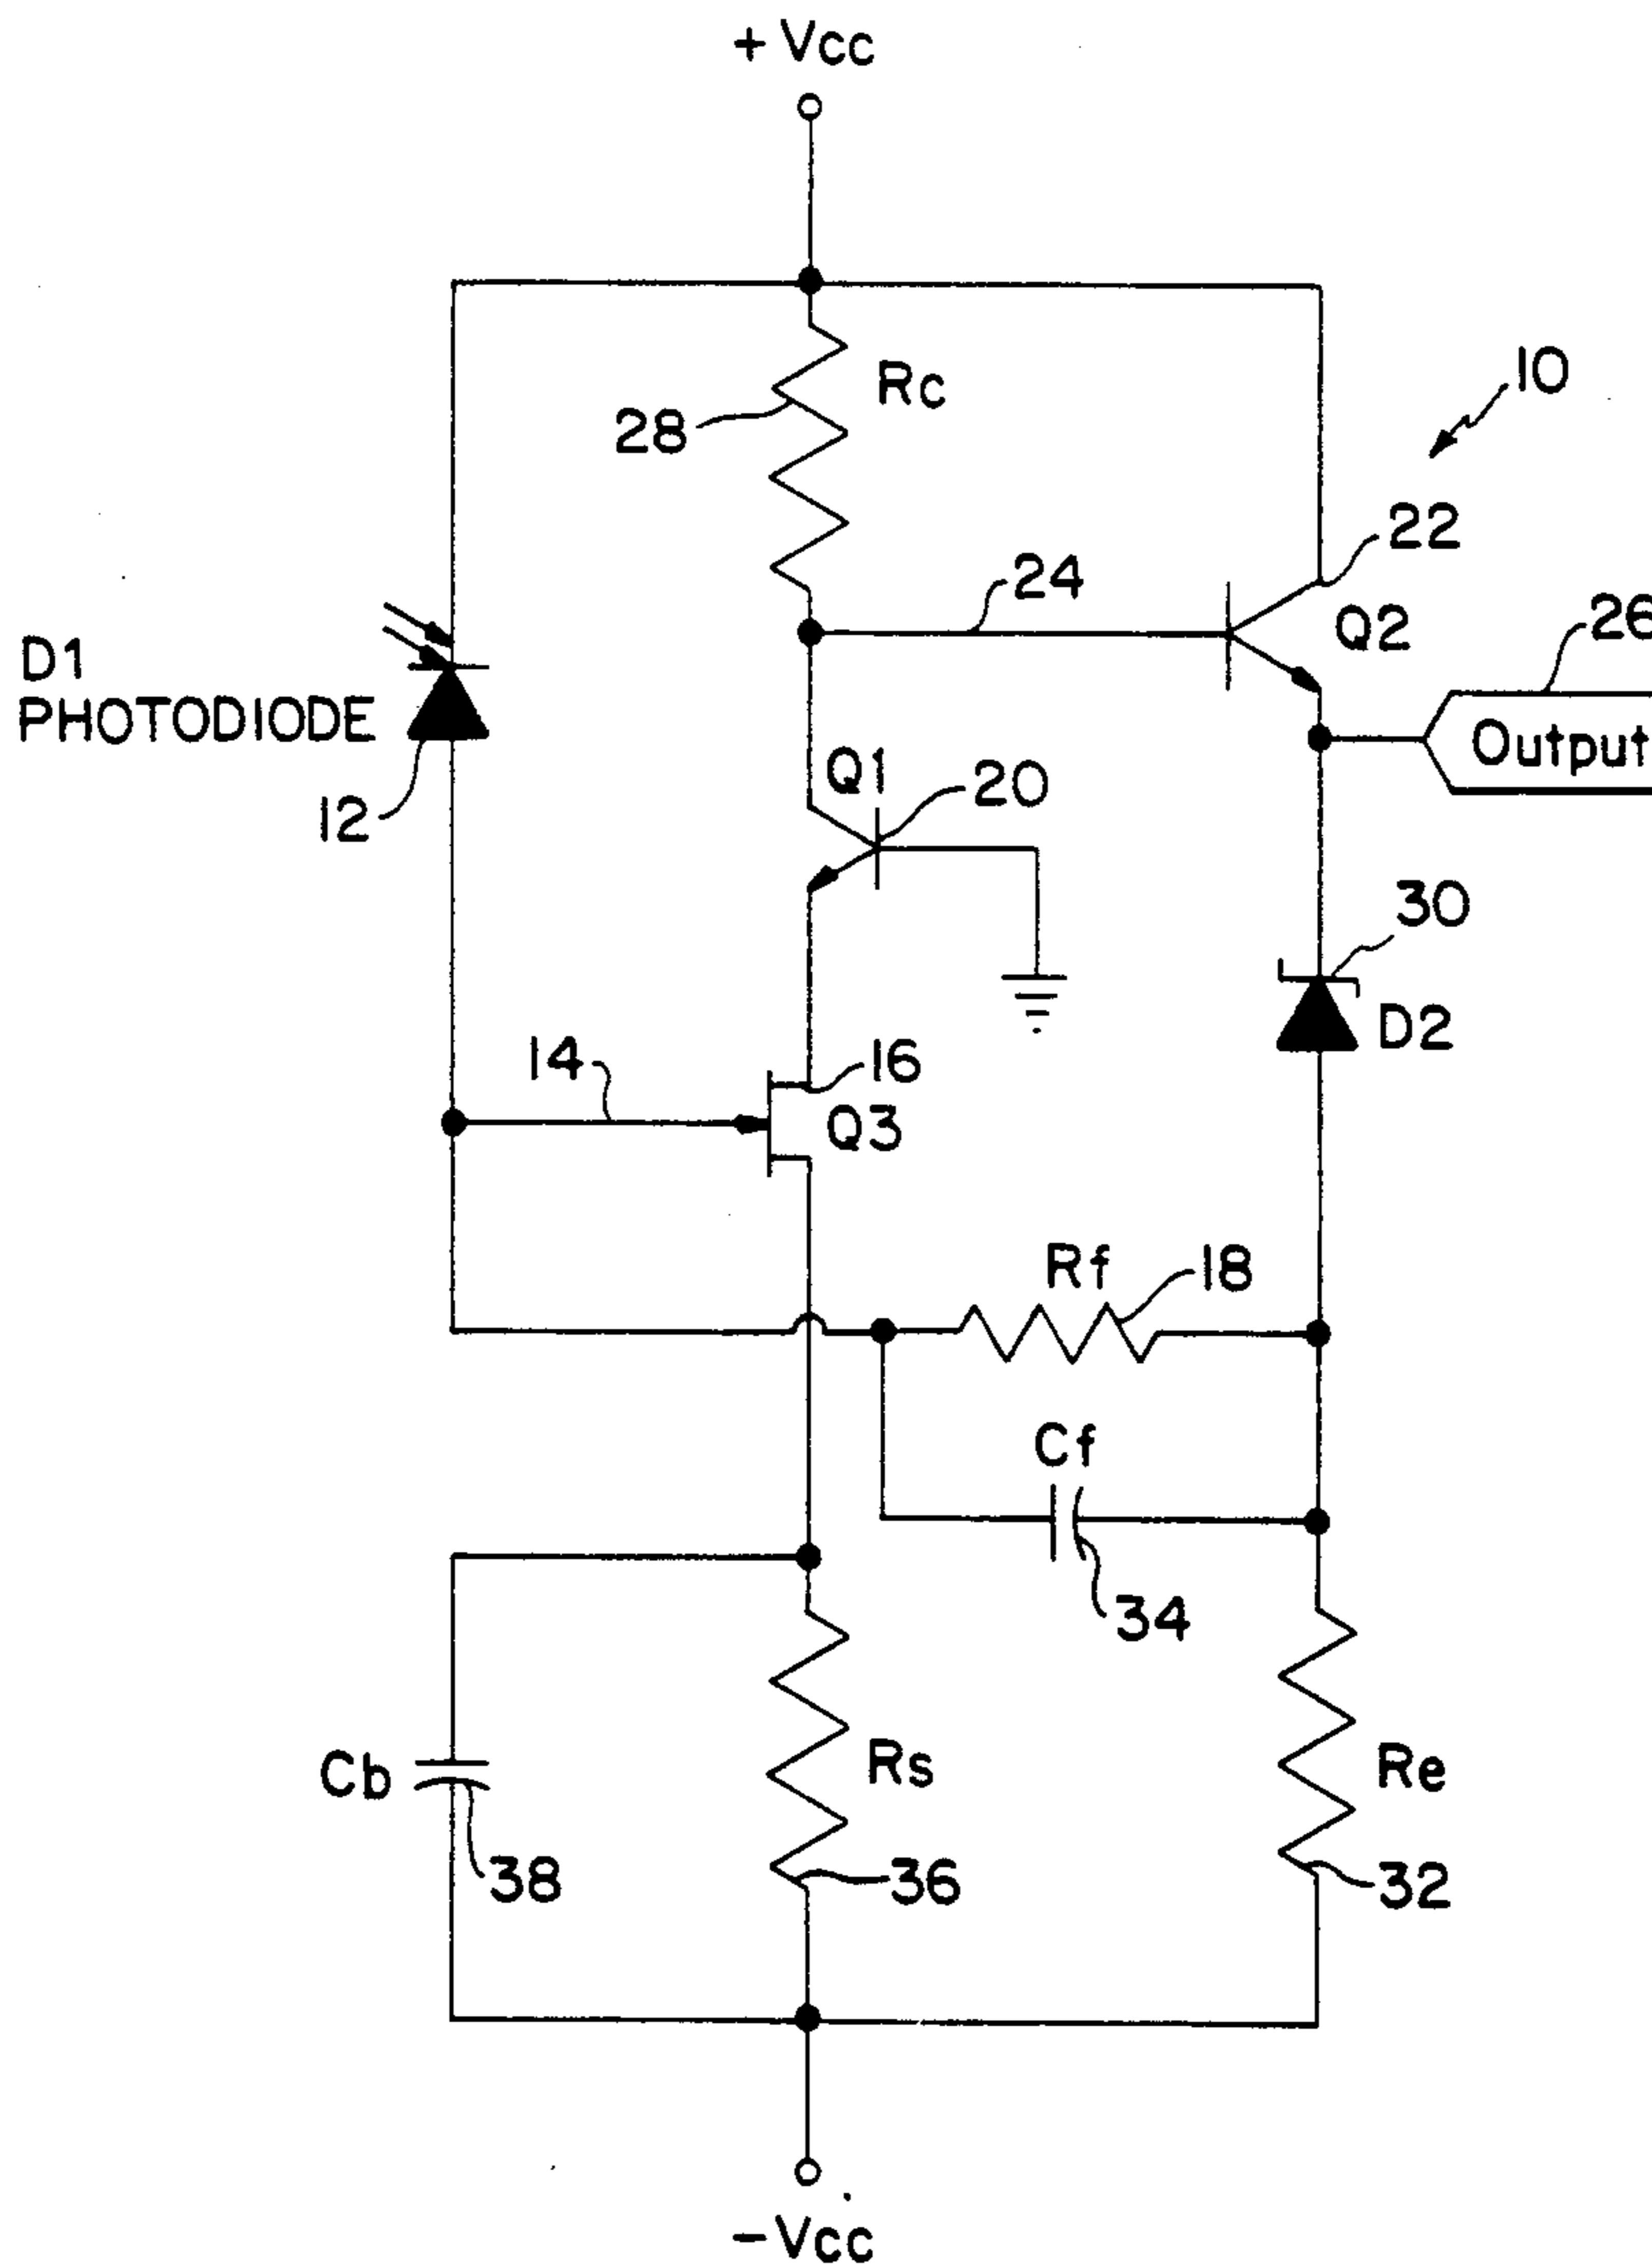 + Vcc
Rc
10
28
22
24
Q2
26
D1
PHOTODIODE
Output
Q1
20
12
30
D2
14
16
Q3
Rf
18
Cf
34
Cb
Rs
Re
38
36
32
-Vcc